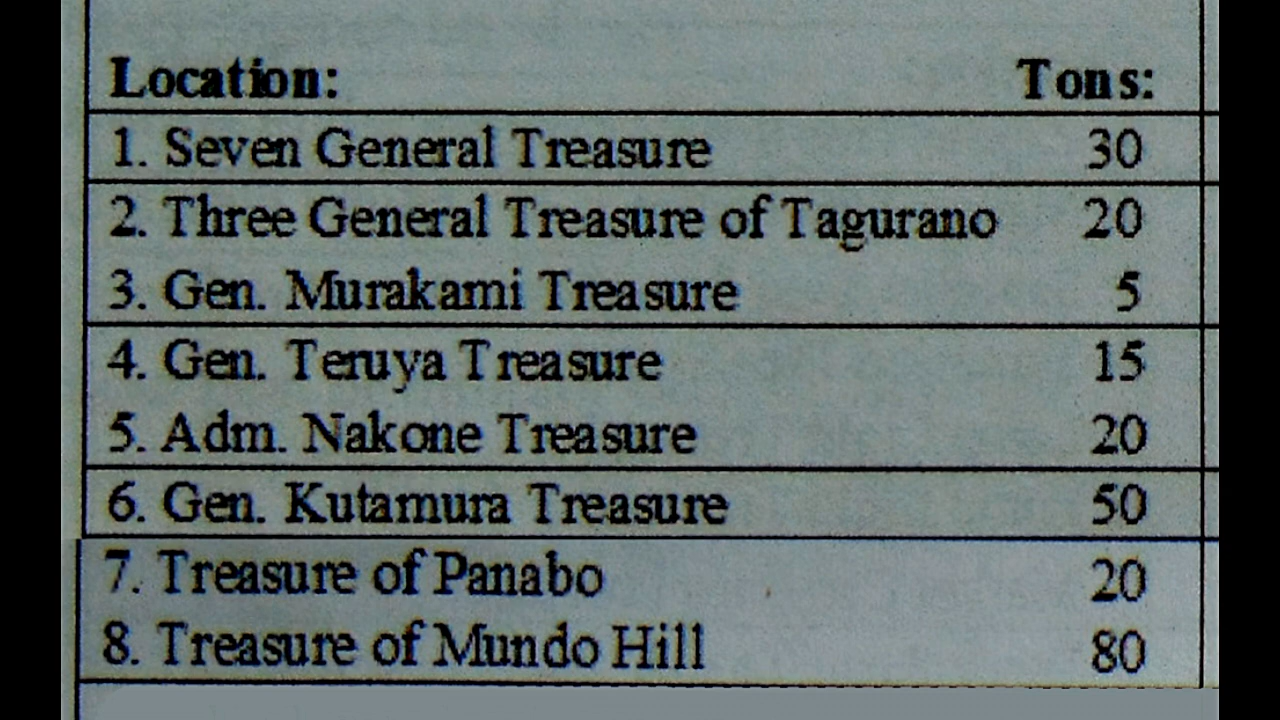 Location: Tons:
1. Seven General Treasure 30
2. Three General Treasure of Tagurano 20
3. Gen. Murakami Treasure 5
4. Gen. Teruya Treasure 15
5. Adm. Nakone Treasure 20
6. Gen. Kutamura Treasure 50
7. Treasure of Panabo 20
8. Treasure of Mundo Hill 80